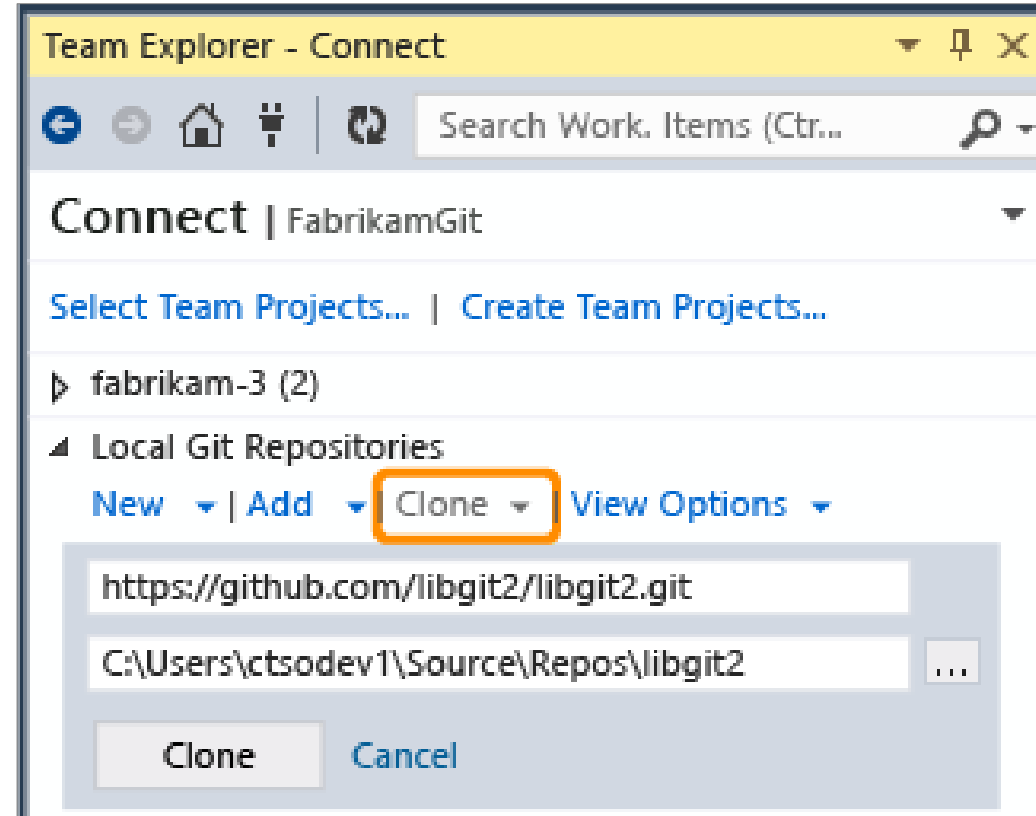 Team Explorer - Connect
Search Work. Items (Ctr...
Connect | FabrikamGit
Select Team Projects... | Create Team Projects...
fabrikam-3 (2)
Local Git Repositories
New | Add | Clone | View Options
https://github.com/libgit2/libgit2.git
C:\Users\ctsodev1\Source\Repos\libgit2
...
Clone Cancel